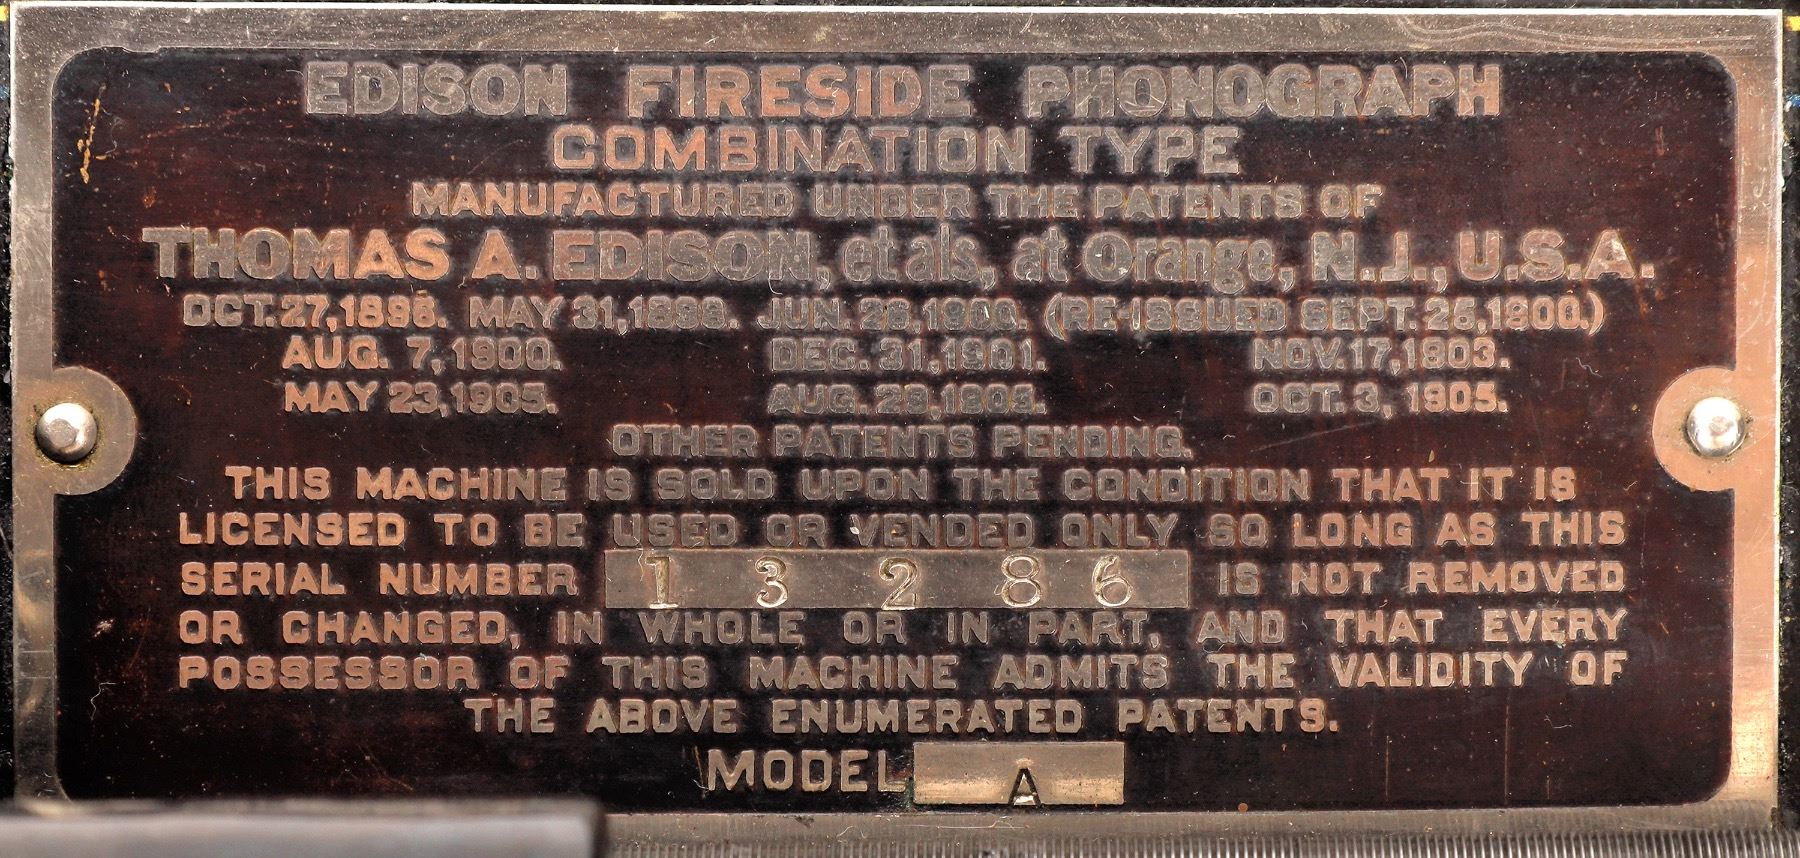 EDISON FIRESIDE PHONOGRAPH
COMBINATION TYPE
MANUFACTURED UNDER THE PATENTS OF
THOMAS A. EDISON, et als, at Orange, N.J., U.S.A.
OCT. 27, 1898. MAY 31, 1898. JUN. 26, 1900. (RE-ISSUED SEPT. 25, 1900.)
AUG. 7, 1900. DEC. 31, 1901. NOV. 17, 1903.
MAY 23, 1905. AUG. 29, 1905. OCT. 3, 1905.
OTHER PATENTS PENDING.
THIS MACHINE IS SOLD UPON THE CONDITION THAT IT IS
LICENSED TO BE USED OR VENDED ONLY SO LONG AS THIS
SERIAL NUMBER 13286 IS NOT REMOVED
OR CHANGED, IN WHOLE OR IN PART, AND THAT EVERY
POSSESSOR OF THIS MACHINE ADMITS THE VALIDITY OF
THE ABOVE ENUMERATED PATENTS.
MODEL A